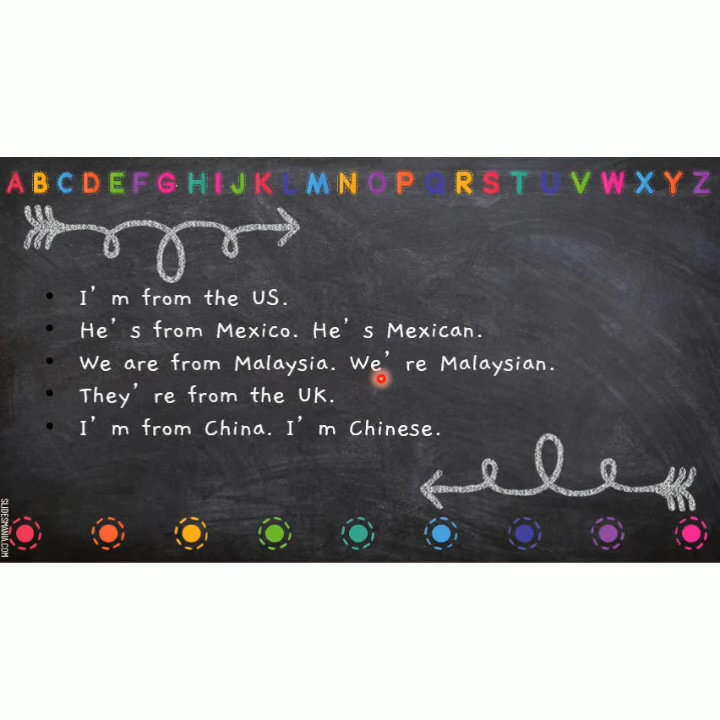 A B C D E F G H I J K L M N O P Q R S T U V W X Y Z
• I’m from the US.
• He’s from Mexico. He’s Mexican.
• We are from Malaysia. We’re Malaysian.
• They’re from the UK.
• I’m from China. I’m Chinese.
SLIDESMANIA.COM